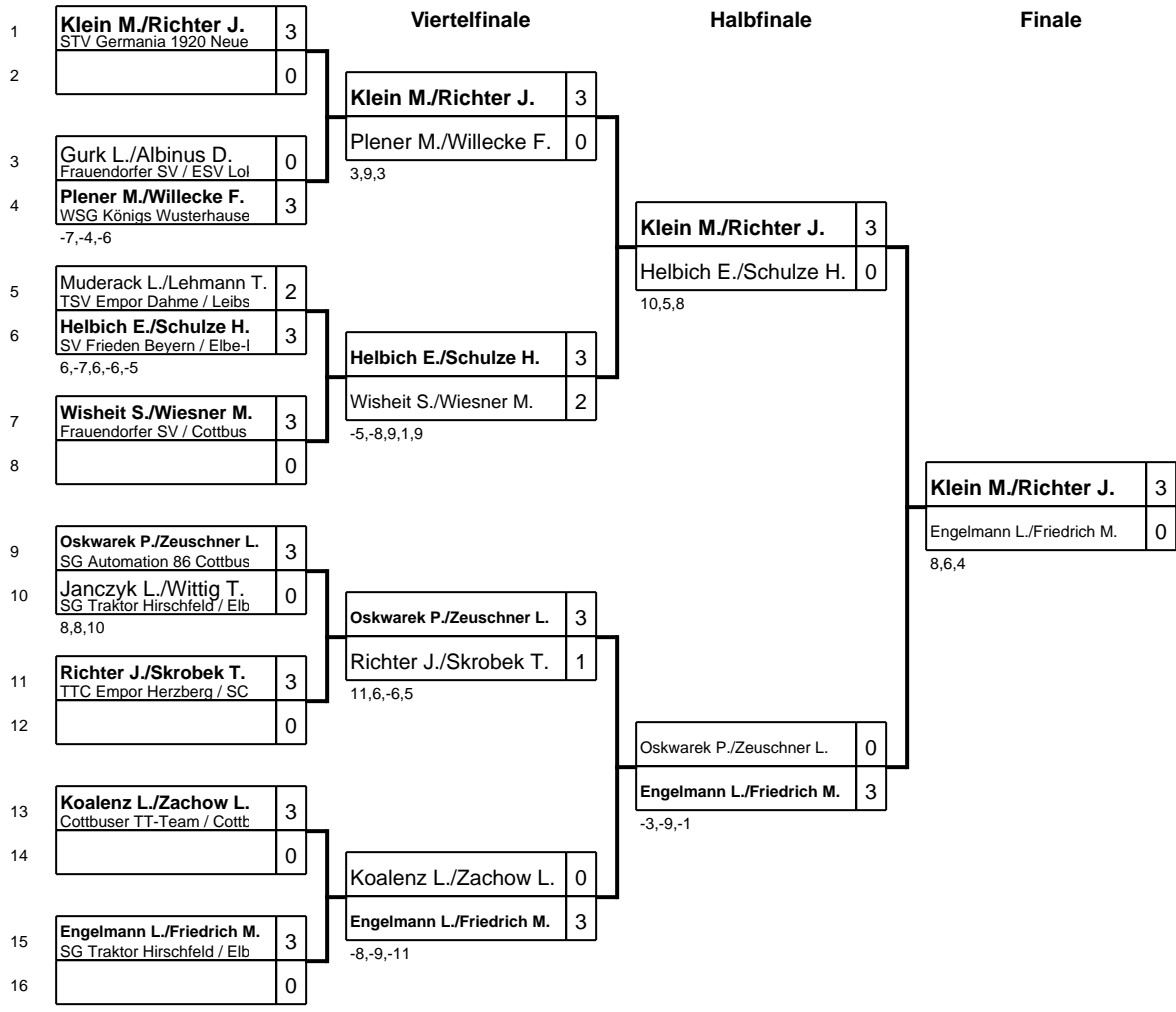 Viertelfinale
Halbfinale
Finale
1
Klein M./Richter J.
3
STV Germania 1920 Neue
2
0
3
Gurk L./Albinus D.
0
Frauendorfer SV / ESV Lok
4
Plener M./Willecke F.
3
WSG Königs Wusterhause
-7,-4,-6
5
Muderack L./Lehmann T.
2
TSV Empor Dahme / Leibs
6
Helbich E./Schulze H.
3
SV Frieden Beyern / Elbe-
6,-7,6,-6,-5
7
Wisheit S./Wiesner M.
3
Frauendorfer SV / Cottbus
8
0
9
Oskwarek P./Zeuschner L.
3
SG Automation 86 Cottbus
10
Janczyk L./Wittig T.
0
SG Traktor Hirschfeld / Elb
8,8,10
11
Richter J./Skrobek T.
3
TTC Empor Herzberg / SC
12
0
13
Koalenz L./Zachow L.
3
Cottbuser TT-Team / Cottb
14
0
15
Engelmann L./Friedrich M.
3
SG Traktor Hirschfeld / Elb
16
0
Klein M./Richter J.
3
Plener M./Willecke F.
0
3,9,3
Helbich E./Schulze H.
3
Wisheit S./Wiesner M.
2
-5,-8,9,1,9
Oskwarek P./Zeuschner L.
3
Richter J./Skrobek T.
1
11,6,-6,5
Koalenz L./Zachow L.
0
Engelmann L./Friedrich M.
3
-8,-9,-11
Klein M./Richter J.
3
Helbich E./Schulze H.
0
10,5,8
Oskwarek P./Zeuschner L.
0
Engelmann L./Friedrich M.
3
-3,-9,-1
Klein M./Richter J.
3
Engelmann L./Friedrich M.
0
8,6,4